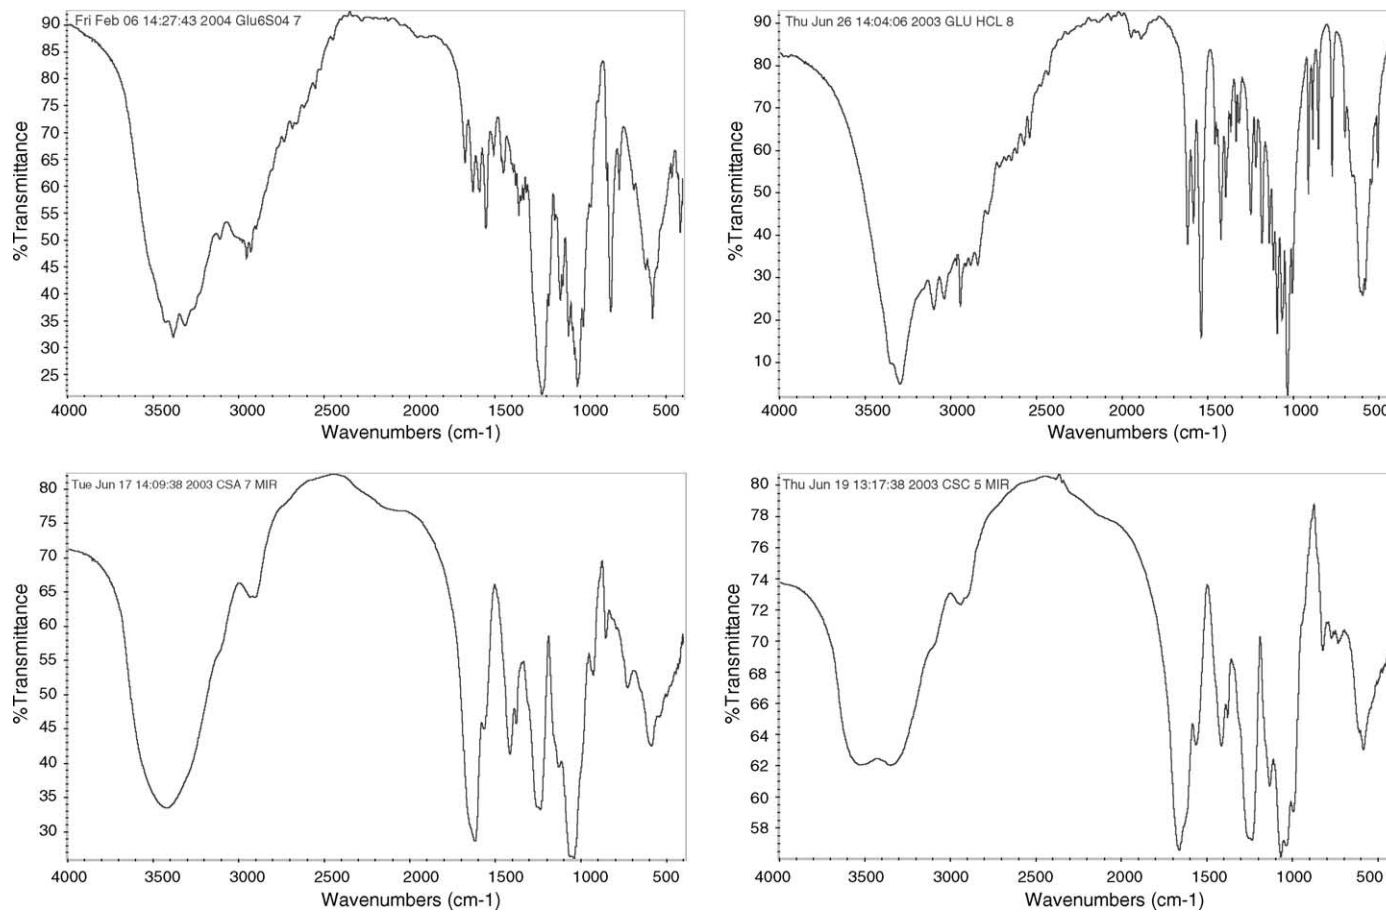 Fri Feb 06 14:27:43 2004 Glu6S04 7
90
85
80
75
70
65
60
55
50
45
40
35
30
25
%Transmittance
4000 3500 3000 2500 2000 1500 1000 500
Wavenumbers (cm-1)
Thu Jun 26 14:04:06 2003 GLU HCL 8
90
80
70
60
50
40
30
20
10
%Transmittance
4000 3500 3000 2500 2000 1500 1000 500
Wavenumbers (cm-1)
Tue Jun 17 14:09:38 2003 CSA 7 MIR
80
75
70
65
60
55
50
45
40
35
30
%Transmittance
4000 3500 3000 2500 2000 1500 1000 500
Wavenumbers (cm-1)
Thu Jun 19 13:17:38 2003 CSC 5 MIR
80
78
76
74
72
70
68
66
64
62
60
58
%Transmittance
4000 3500 3000 2500 2000 1500 1000 500
Wavenumbers (cm-1)